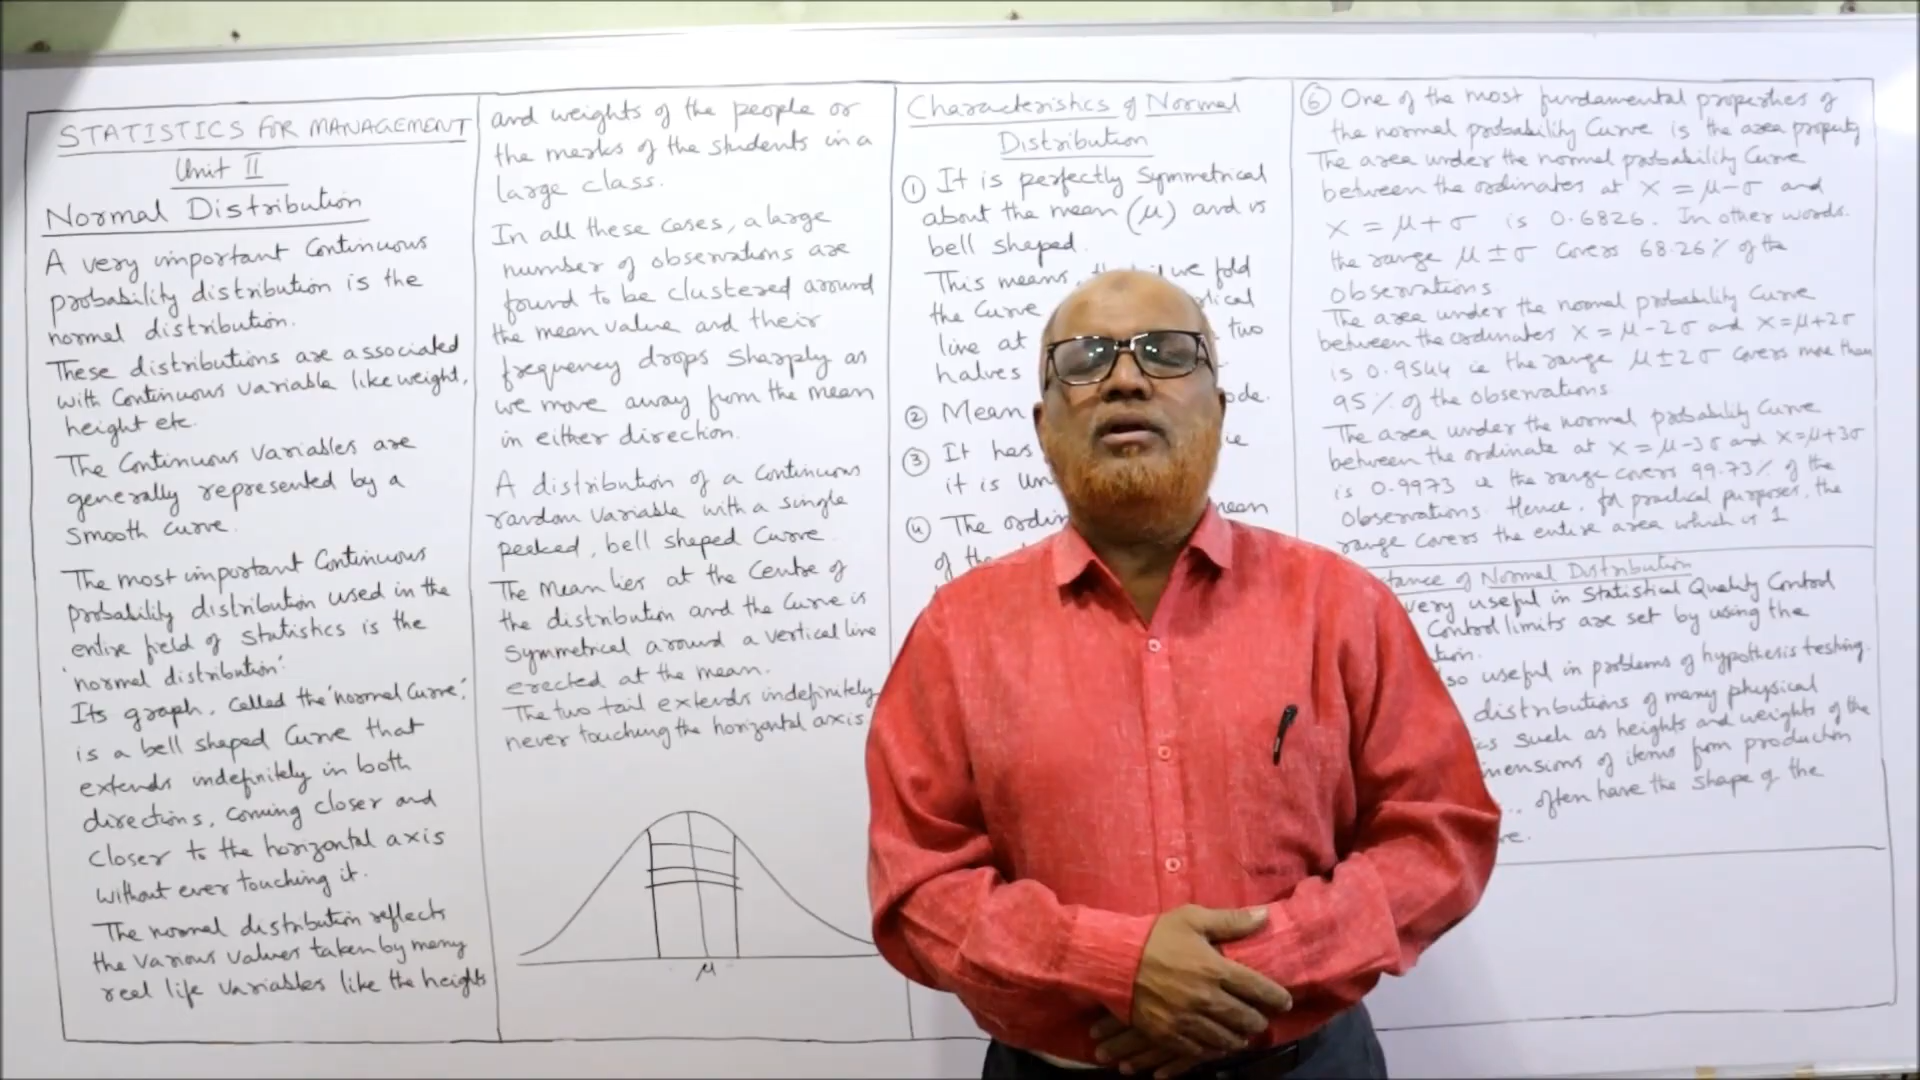 STATISTICS FOR MANAGEMENT
Unit II
Normal Distribution
A very important Continuous
probability distribution is the
normal distribution.
These distributions are associated
with Continuous variable like weight,
height etc.
The Continuous variables are
generally represented by a
smooth curve.
The most important Continuous
probability distribution used in the
entire field of statistics is the
'normal distribution'.
Its graph, called the 'normal Curve',
is a bell shaped Curve that
extends indefinitely in both
directions, coming closer and
closer to the horizontal axis
without ever touching it.
The normal distribution reflects
the various values taken by many
real life variables like the heights
and weights of the people or
the marks of the students in a
large class.
In all these cases, a large
number of observations are
found to be clustered around
the mean value and their
frequency drops sharply as
we move away from the mean
in either direction.
A distribution of a Continuous
random variable with a single
peaked, bell shaped Curve
The Mean lies at the Centre of
the distribution and the Curve is
symmetrical around a vertical line
erected at the mean.
The two tail extends indefinitely
never touching the horizontal axis.
μ
Characteristics of Normal
Distribution
① It is perfectly symmetrical
about the mean (μ) and is
bell shaped.
This means, we fold
the Curve
line at two
halves
② Mean
③ It has
it is
④ The mean
of the
⑥ One of the most fundamental properties of
the normal probability Curve is the area property
The area under the normal probability Curve
between the ordinates at X = μ-σ and
X = μ+σ is 0.6826. In other words.
the range μ±σ Covers 68.26% of the
observations
The area under the normal probability Curve
between the ordinates X = μ-2σ and X=μ+2σ
is 0.9544 ie the range μ±2σ Covers more than
95% of the observations.
The area under the normal probability Curve
between the ordinate at X = μ-3σ and X=μ+3σ
is 0.9973 ie the range covers 99.73% of the
observations. Hence, for practical purposes, the
range covers the entire area which is 1
of Normal Distribution
very useful in Statistical Quality Control
Control limits are set by using the
useful in problems of hypothesis testing.
distributions of many physical
such as heights and weights of the
of items from production
often have the shape of the